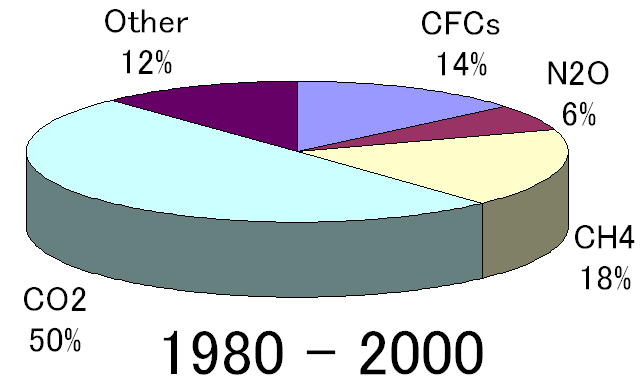 Other
12%
CFCs
14%
N2O
6%
CH4
18%
CO2
50%
1980 - 2000